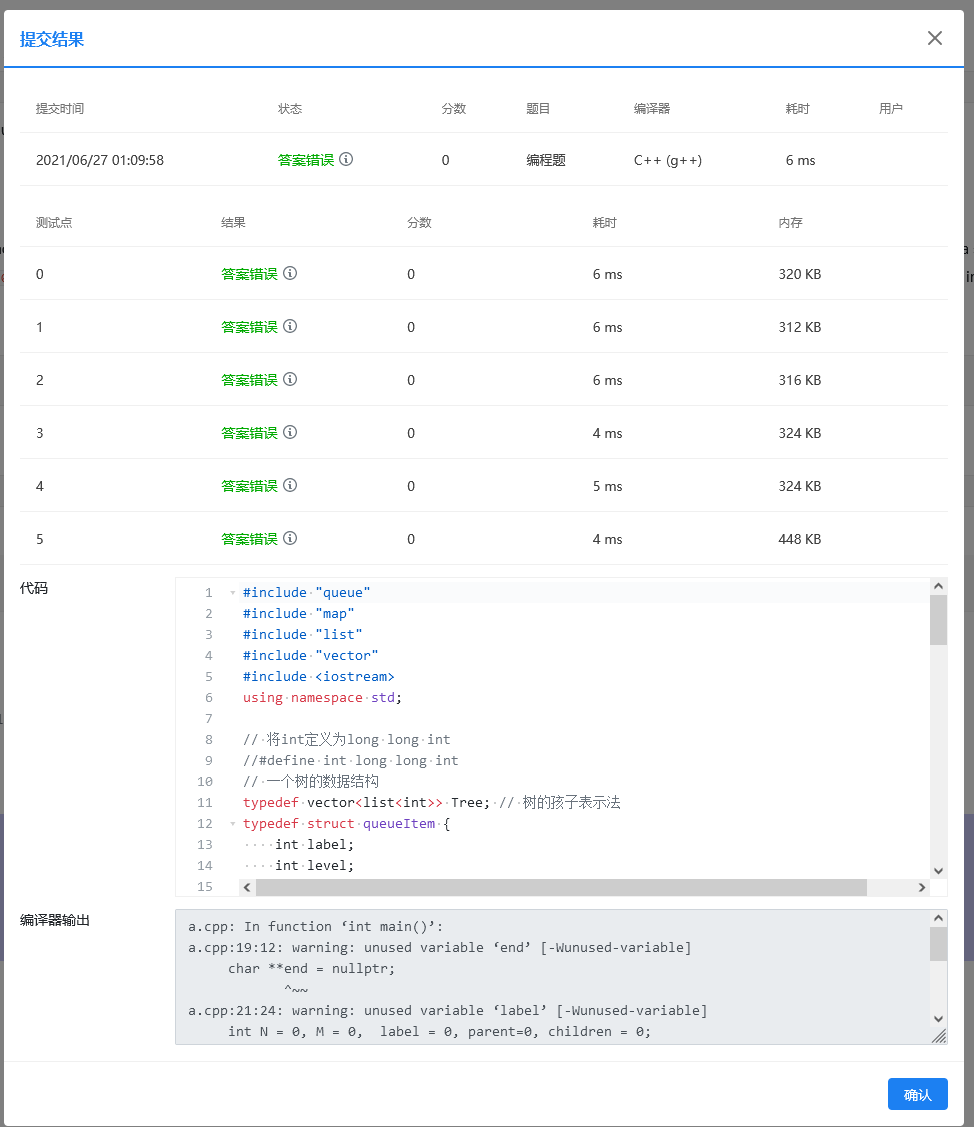 提交结果
提交时间 状态 分数 题目 编译器 耗时 用户
2021/06/27 01:09:58 答案错误 0 编程题 C++ (g++) 6 ms
测试点 结果 分数 耗时 内存
0 答案错误 0 6 ms 320 KB
1 答案错误 0 6 ms 312 KB
2 答案错误 0 6 ms 316 KB
3 答案错误 0 4 ms 324 KB
4 答案错误 0 5 ms 324 KB
5 答案错误 0 4 ms 448 KB
代码
1 #include "queue"
2 #include "map"
3 #include "list"
4 #include "vector"
5 #include <iostream>
6 using namespace std;
7
8 // 将int定义为long long int
9 //#define int long long int
10 // 一个树的数据结构
11 typedef vector<list<int>> Tree; // 树的孩子表示法
12 typedef struct queueItem {
13 int label;
14 int level;
15
编译器输出
a.cpp: In function ‘int main()’:
a.cpp:19:12: warning: unused variable ‘end’ [-Wunused-variable]
char **end = nullptr;
^~~
a.cpp:21:24: warning: unused variable ‘label’ [-Wunused-variable]
int N = 0, M = 0,  label = 0, parent=0, children = 0;
确认